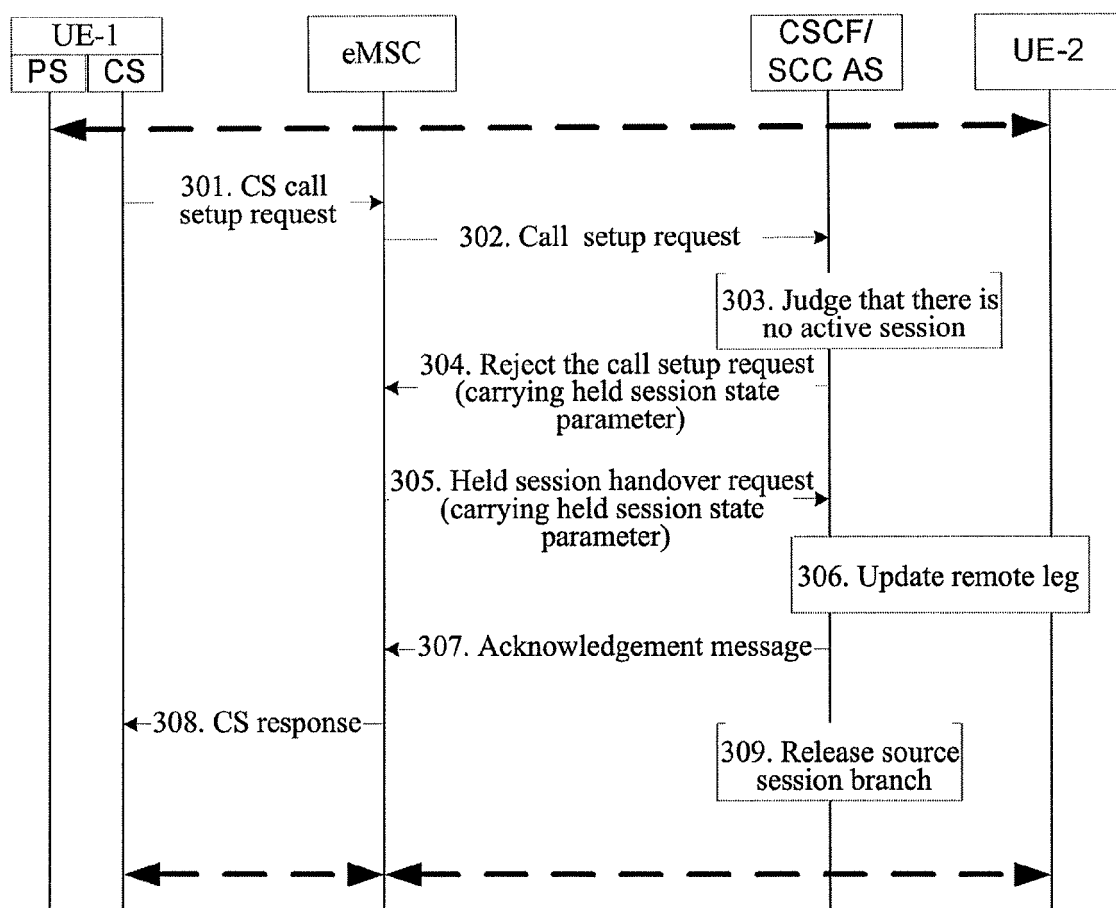 UE-1
PS CS
eMSC
CSCF/
SCC AS
UE-2
301. CS call
setup request
302. Call setup request
303. Judge that there is
no active session
304. Reject the call setup request
(carrying held session state
parameter)
305. Held session handover request
(carrying held session state
parameter)
306. Update remote leg
307. Acknowledgement message
308. CS response
309. Release source
session branch